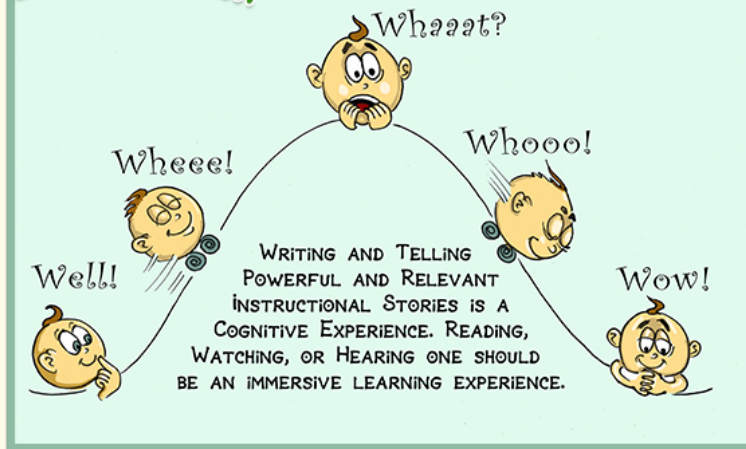 Whaaat?
Wheee!
Whooo!
Well!
Wow!
Writing and Telling
Powerful and Relevant
Instructional Stories is a
Cognitive Experience. Reading,
Watching, or Hearing one should
be an immersive learning experience.